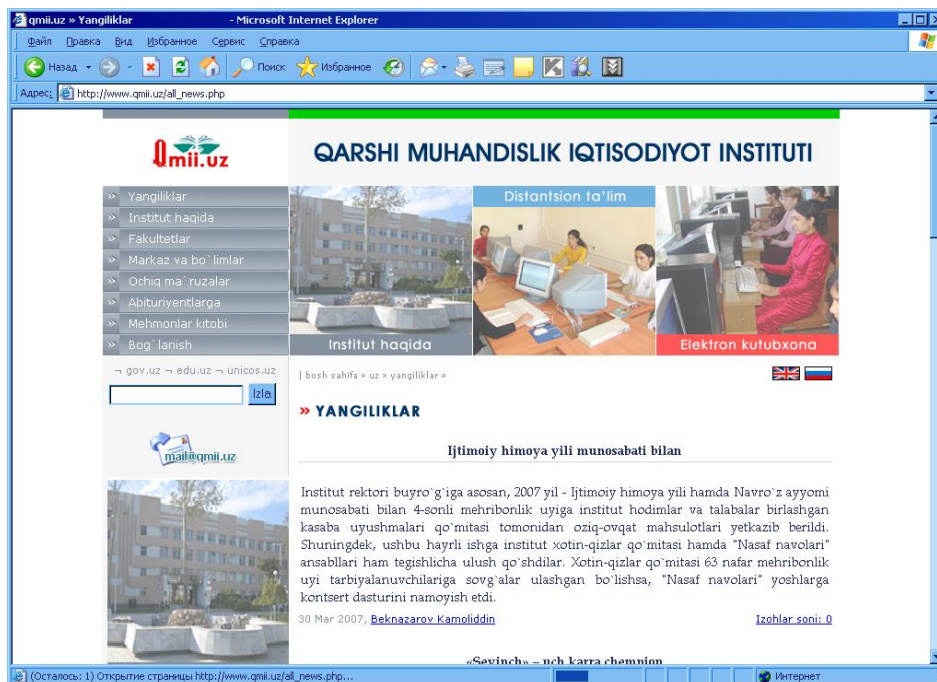 qmii.uz » Yangiliklar - Microsoft Internet Explorer
Файл Правка Вид Избранное Сервис Справка
Назад Поиск Избранное
Адрес: http://www.qmii.uz/all_news.php
Qmii.uz
QARSHI MUHANDISLIK IQTISODIYOT INSTITUTI
» Yangiliklar
» Institut haqida
» Fakultetlar
» Markaz va bo`limlar
» Ochiq ma`ruzalar
» Abituriyentlarga
» Mehmonlar kitobi
» Bog`lanish
Institut haqida
Distantsion ta'lim
Elektron kutubxona
¬ gov.uz ¬ edu.uz ¬ unicos.uz
Izla
mail@qmii.uz
| bosh sahifa » uz » yangiliklar »
» YANGILIKLAR
Ijtimoiy himoya yili munosabati bilan
Institut rektori buyro`g`iga asosan, 2007 yil - Ijtimoiy himoya yili hamda Navro`z ayyomi
munosabati bilan 4-sonli mehribonlik uyiga institut hodimlar va talabalar birlashgan
kasaba uyushmalari qo`mitasi tomonidan oziq-ovqat mahsulotlari yetkazib berildi.
Shuningdek, ushbu hayrli ishga institut xotin-qizlar qo`mitasi hamda "Nasaf navolari"
ansabllari ham tegishlicha ulush qo`shdilar. Xotin-qizlar qo`mitasi 63 nafar mehribonlik
uyi tarbiyalanuvchilariga sovg`alar ulashgan bo`lishsa, "Nasaf navolari" yoshlarga
kontsert dasturini namoyish etdi.
30 Mar 2007, Beknazarov Kamoliddin Izohlar soni: 0
«Sevinch» – uch karra chempion
(Осталось: 1) Открытие страницы http://www.qmii.uz/all_news.php... Интернет